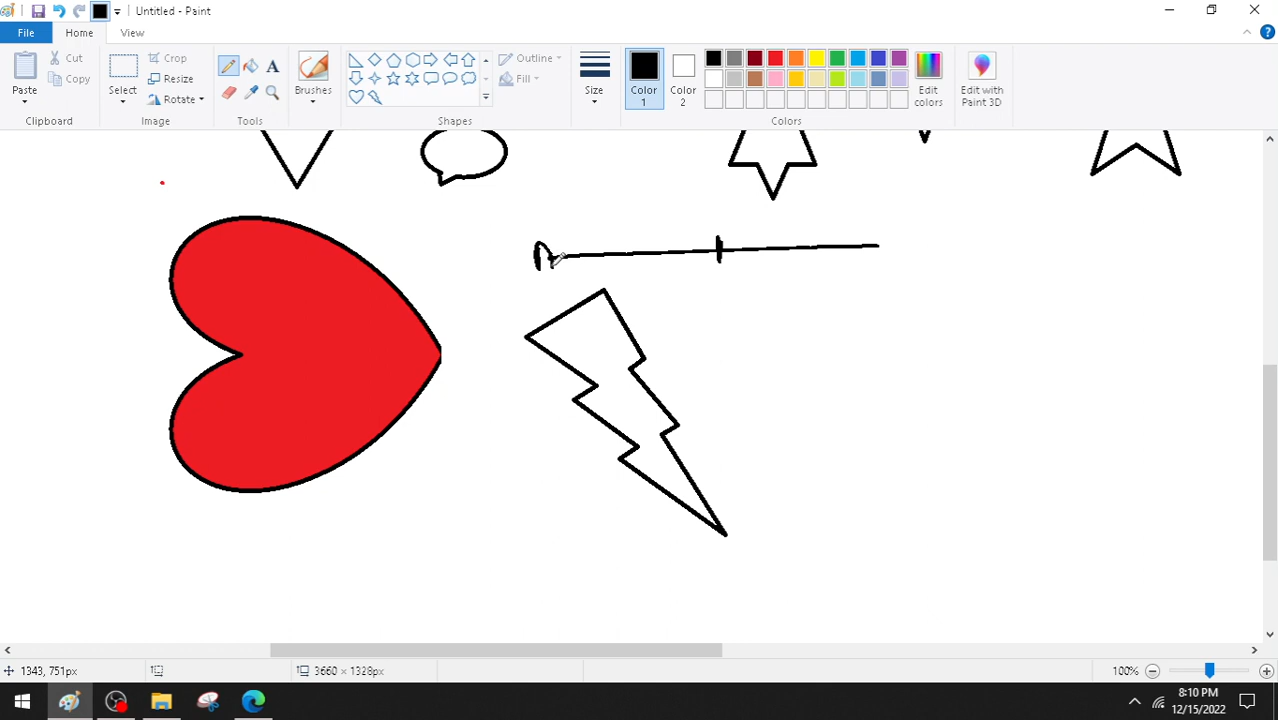 Untitled - Paint
File
Home
View
Paste
Cut
Copy
Clipboard
Select
Crop
Resize
Rotate
Image
A
Tools
Brushes
Shapes
Outline
Fill
Size
Color 1
Color 2
Edit colors
Colors
Edit with Paint 3D
1343, 751px
3660 × 1328px
100%
8:10 PM
12/15/2022